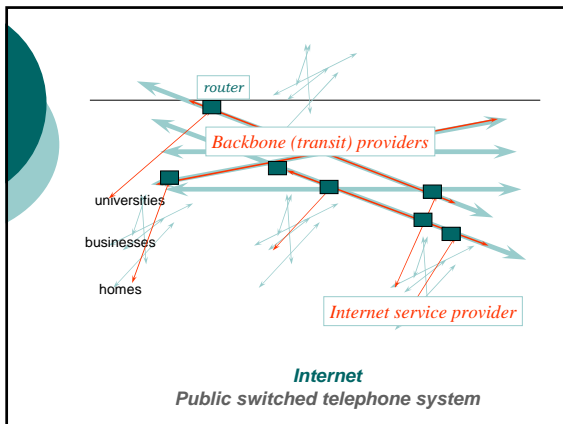 router
Backbone (transit) providers
universities
businesses
homes
Internet service provider
Internet
Public switched telephone system